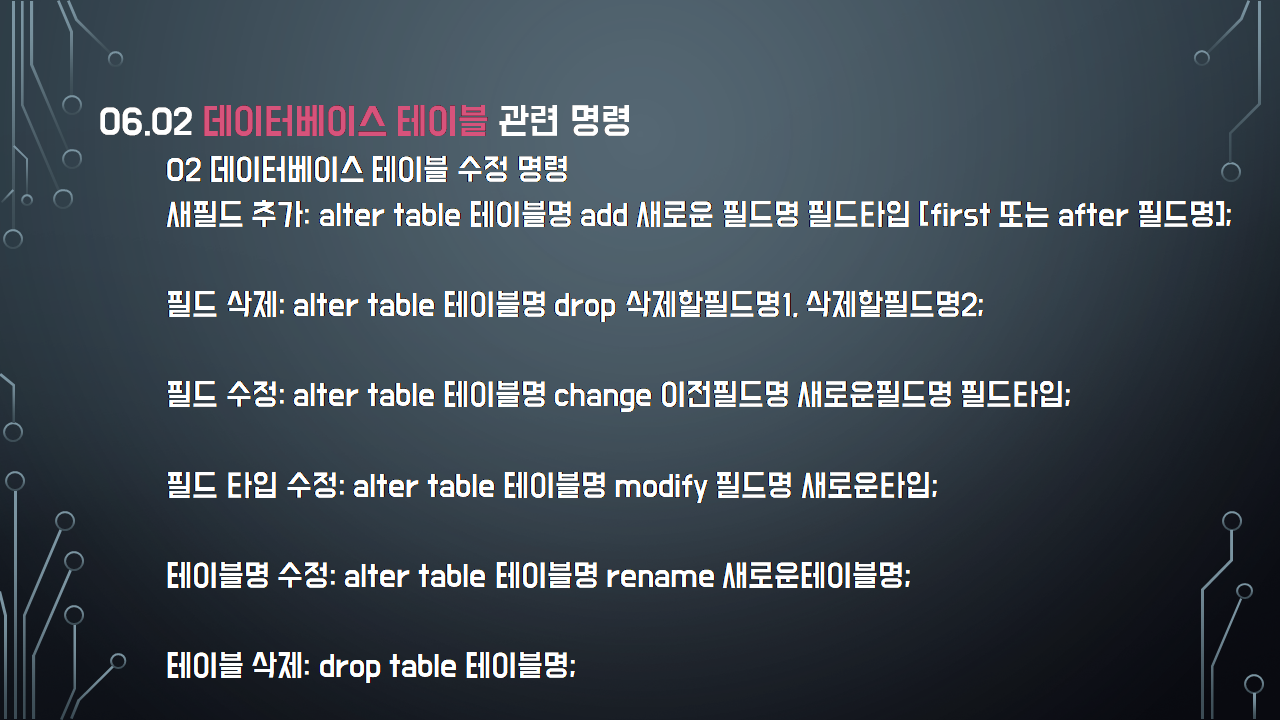 06.02 데이터베이스 테이블 관련 명령
02 데이터베이스 테이블 수정 명령
새필드 추가: alter table 테이블명 add 새로운 필드명 필드타입 [first 또는 after 필드명];
필드 삭제: alter table 테이블명 drop 삭제할필드명1, 삭제할필드명2;
필드 수정: alter table 테이블명 change 이전필드명 새로운필드명 필드타입;
필드 타입 수정: alter table 테이블명 modify 필드명 새로운타입;
테이블명 수정: alter table 테이블명 rename 새로운테이블명;
테이블 삭제: drop table 테이블명;